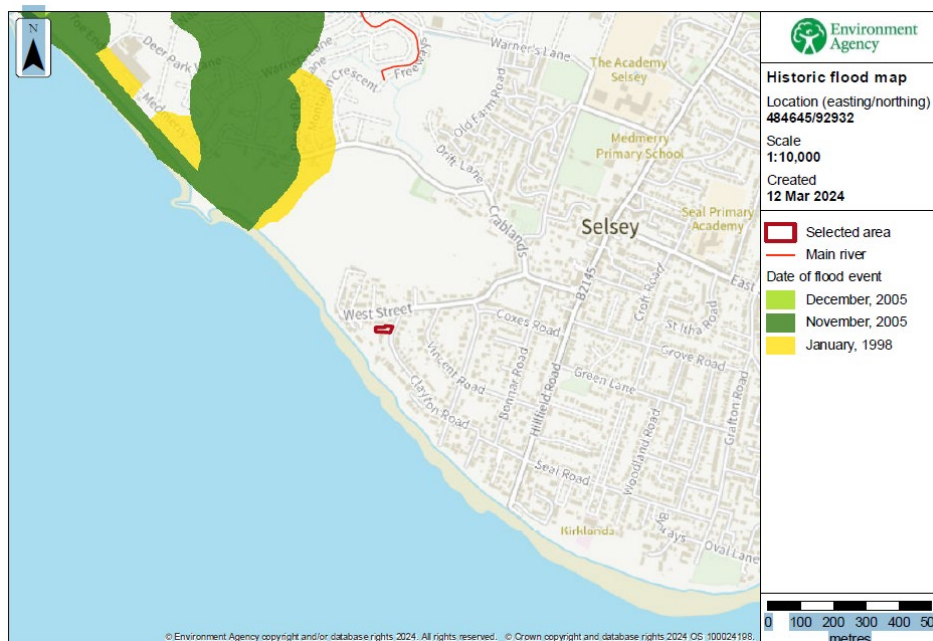 N
Deer Park Lane
Warner's Lane
Crescent
Freeways
Warner's Lane
The Academy
Selsey
Old Farm Road
Medmerry
Primary School
Drift Lane
Crablands
Selsey
Seal Primary
Academy
B2145
East
West Street
Coxes Road
Croft Road
St Itha Road
Vincent Road
Grove Road
Clayton Road
Bonnar Road
Hillfield Road
Green Lane
Woodland Road
Grafton Road
Seal Road
Kirklands
Oval Lane
© Environment Agency copyright and/or database rights 2024. All rights reserved. © Crown copyright and database rights 2024 OS 100024198.
Environment
Agency
Historic flood map
Location (easting/northing)
484645/92932
Scale
1:10,000
Created
12 Mar 2024
Selected area
Main river
Date of flood event
December, 2005
November, 2005
January, 1998
0 100 200 300 400 50
metres